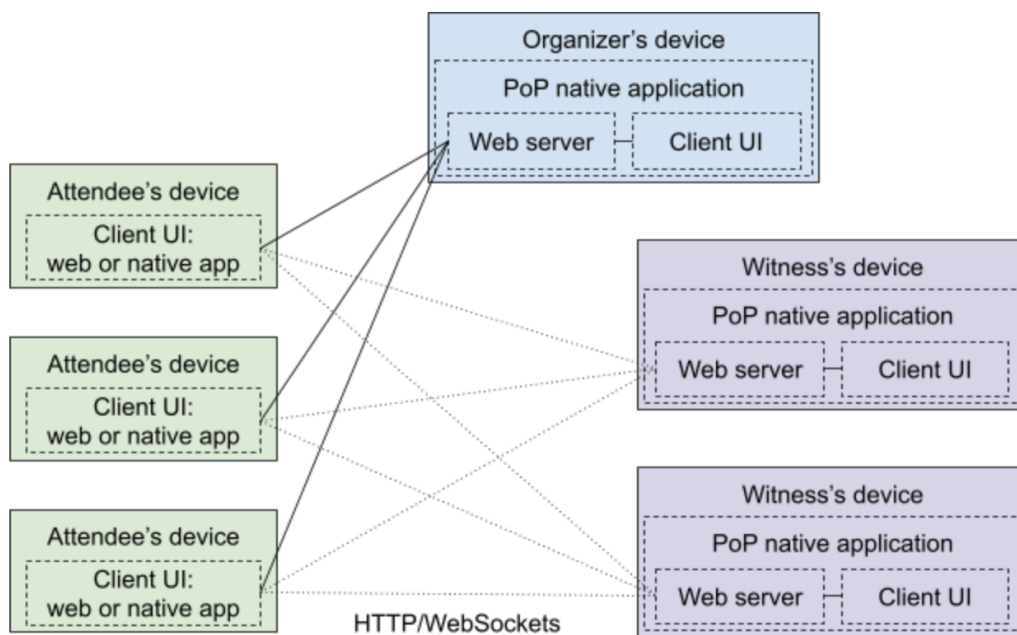 Organizer’s device
PoP native application
Web server
Client UI
Attendee’s device
Client UI:
web or native app
Witness’s device
PoP native application
Web server
Client UI
Attendee’s device
Client UI:
web or native app
Witness’s device
PoP native application
Web server
Client UI
Attendee’s device
Client UI:
web or native app
HTTP/WebSockets